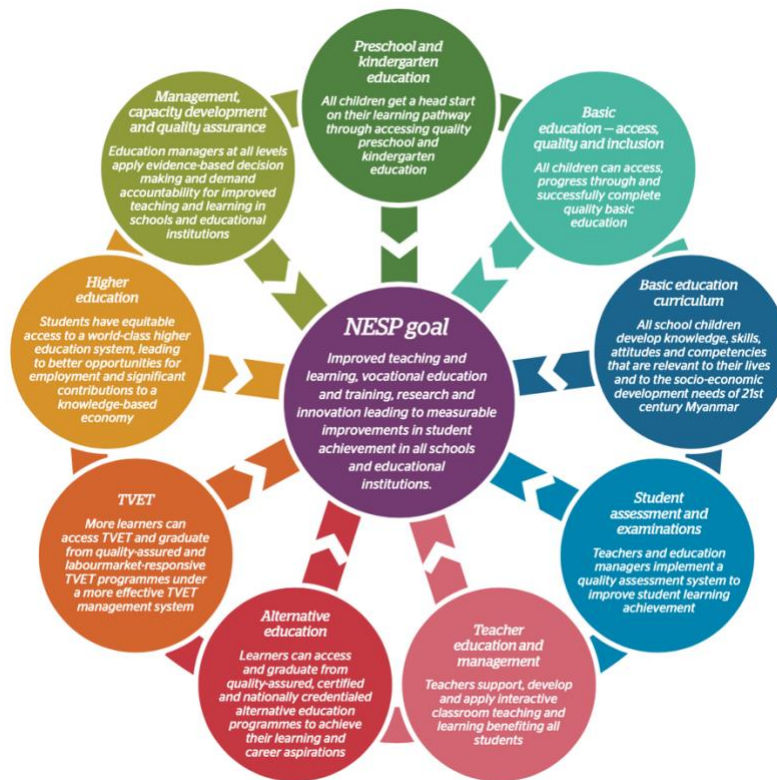 Preschool and
kindergarten
education
All children get a head start
on their learning pathway
through accessing quality
preschool and
kindergarten
education
Basic
education – access,
quality and inclusion
All children can access,
progress through and
successfully complete
quality basic
education
Basic education
curriculum
All school children
develop knowledge, skills,
attitudes and competencies
that are relevant to their lives
and to the socio-economic
development needs of 21st
century Myanmar
Student
assessment and
examinations
Teachers and education
managers implement a
quality assessment system to
improve student learning
achievement
Teacher
education and
management
Teachers support, develop
and apply interactive
classroom teaching and
learning benefiting all
students
Alternative
education
Learners can access
and graduate from
quality-assured, certified
and nationally credentialed
alternative education
programmes to achieve
their learning and
career aspirations
TVET
More learners can
access TVET and graduate
from quality-assured and
labourmarket-responsive
TVET programmes under
a more effective TVET
management system
Higher
education
Students have equitable
access to a world-class higher
education system, leading
to better opportunities for
employment and significant
contributions to a
knowledge-based
economy
Management,
capacity development
and quality assurance
Education managers at all levels
apply evidence-based decision
making and demand
accountability for improved
teaching and learning in
schools and educational
institutions
NESP goal
Improved teaching and
learning, vocational education
and training, research and
innovation leading to measurable
improvements in student
achievement in all schools
and educational
institutions.